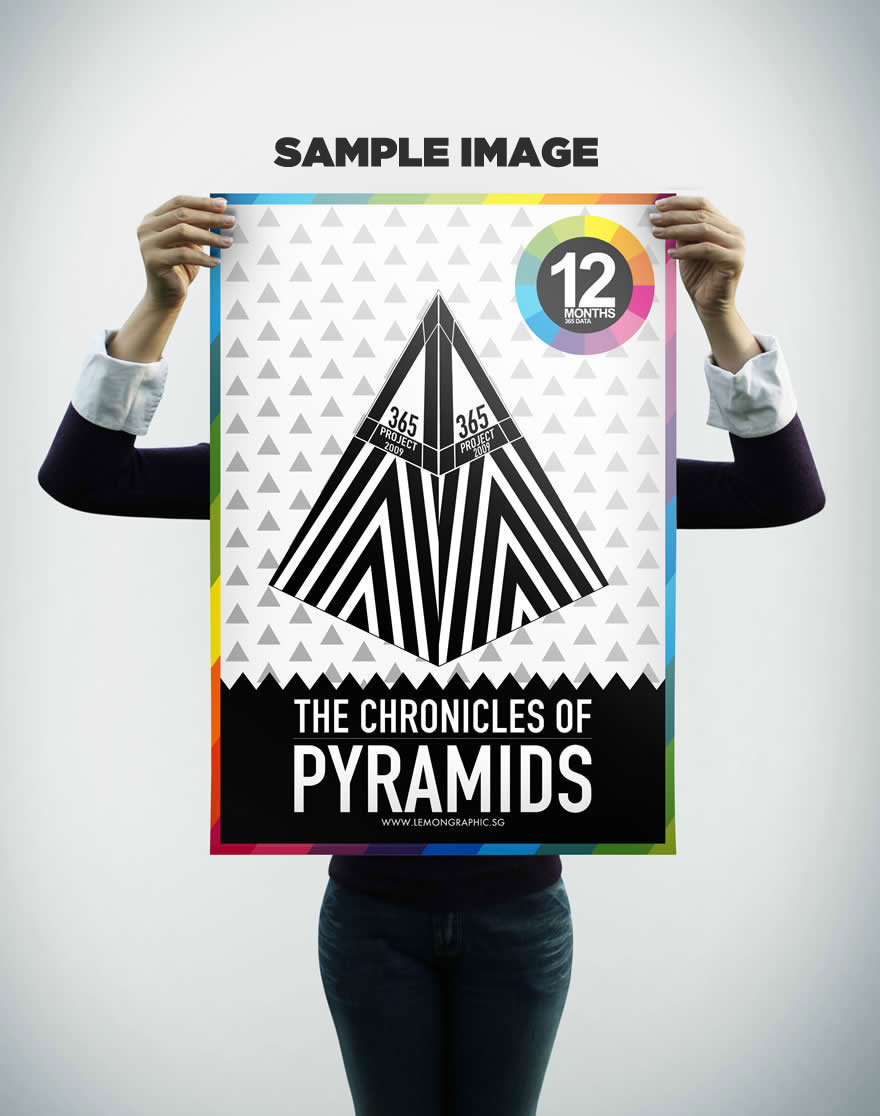 SAMPLE IMAGE
12
MONTHS
365 DATA
365
PROJECT
2009
365
PROJECT
2009
THE CHRONICLES OF
PYRAMIDS
WWW.LEMONGRAPHIC.SG